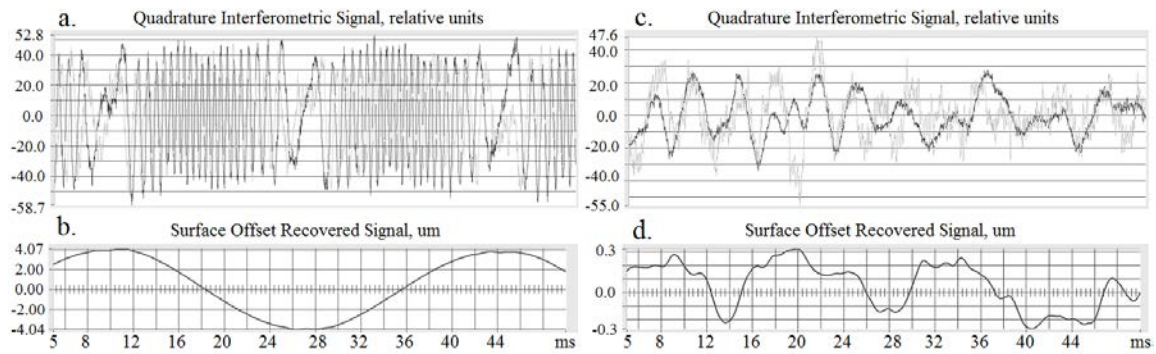 a.
Quadrature Interferometric Signal, relative units
52.8
40.0
20.0
0.0
-20.0
-40.0
-58.7
b.
Surface Offset Recovered Signal, um
4.07
2.00
0.00
-2.00
-4.04
5 8 12 16 20 24 28 32 36 40 44 ms
c.
Quadrature Interferometric Signal, relative units
47.6
40.0
20.0
0.0
-20.0
-40.0
-55.0
d.
Surface Offset Recovered Signal, um
0.3
0.0
-0.3
5 8 12 16 20 24 28 32 36 40 44 ms